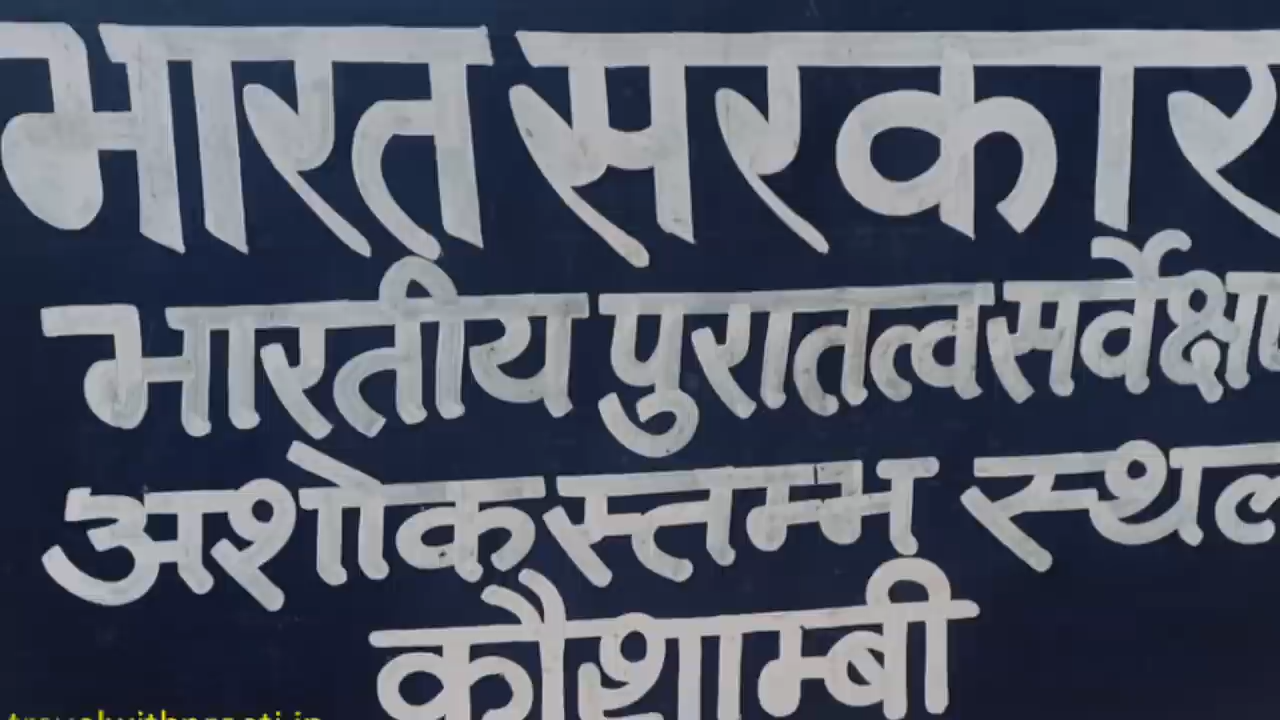 भारत सरकार
भारतीय पुरातत्व सर्वेक्षण
अशोक स्तम्भ स्थल
कौशाम्बी